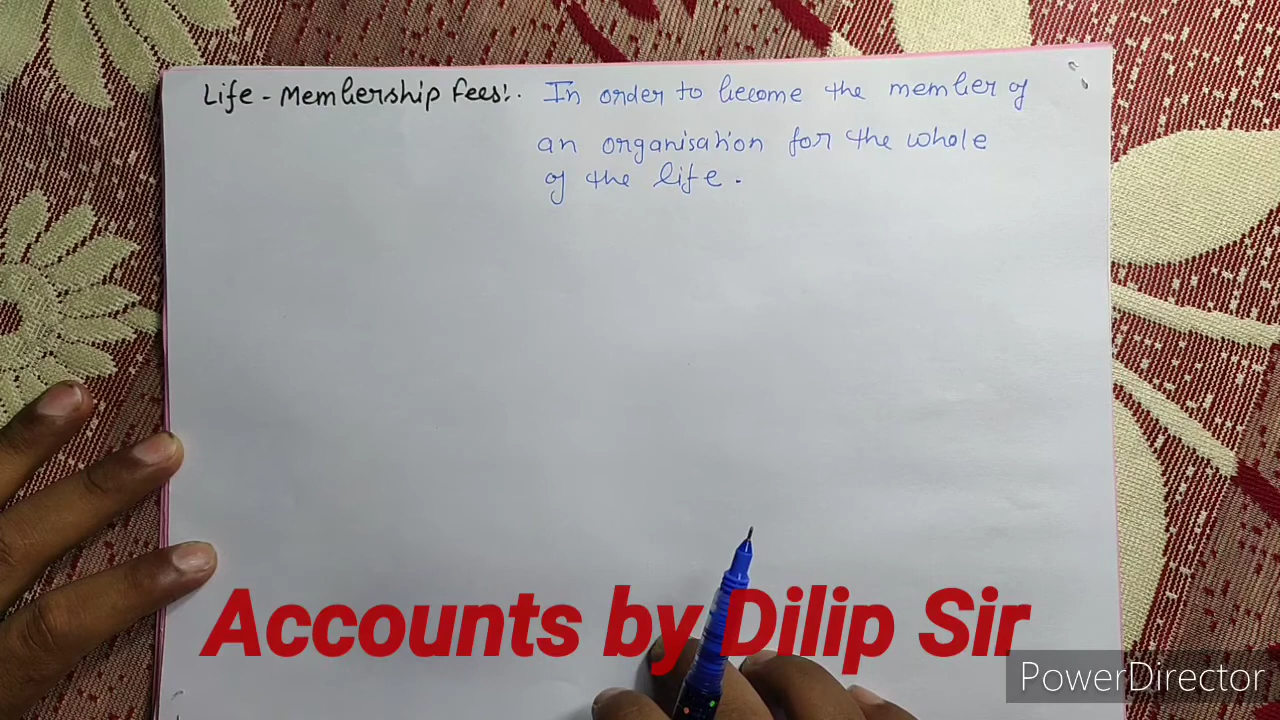 Life - Membership Fees:. In order to become the member of
an organisation for the whole
of the life.
Accounts by Dilip Sir
PowerDirector